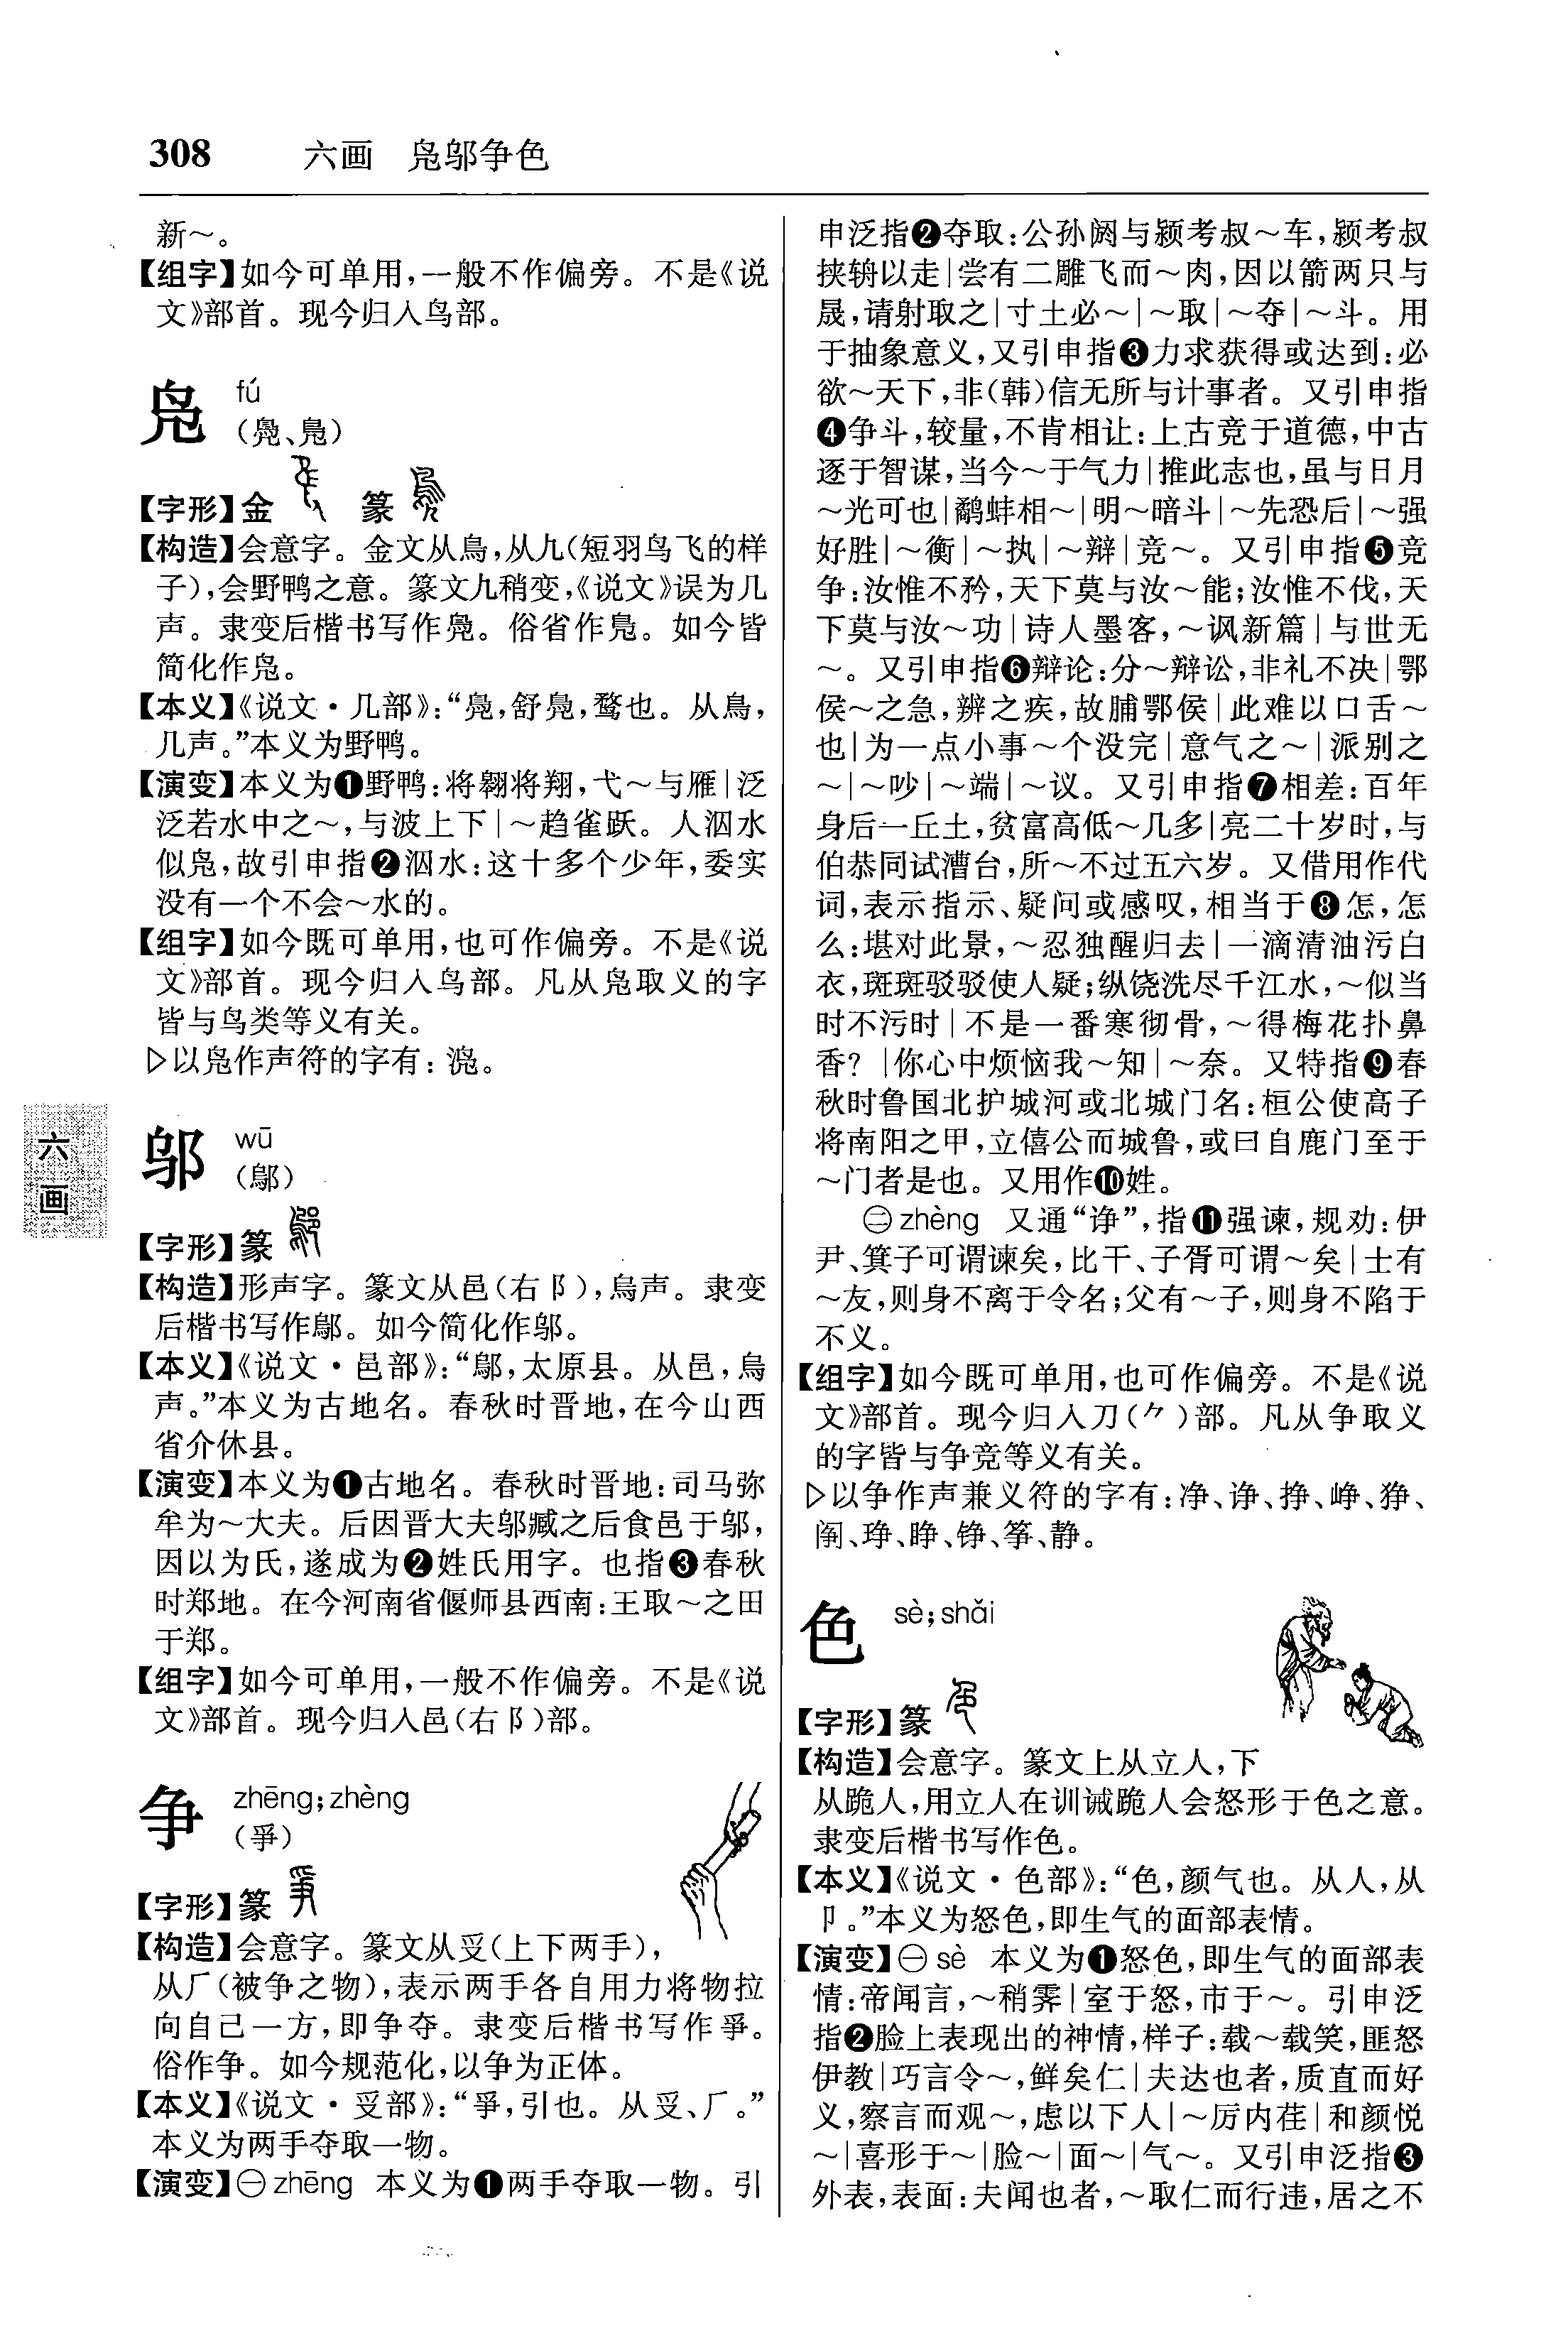 308 六画 凫邬争色
新～。
【组字】如今可单用，一般不作偏旁。不是《说
文》部首。现今归入鸟部。
凫 fú
（鳧、鳬）
【字形】金 篆
【构造】会意字。金文从鳥，从几（短羽鸟飞的样
子），会野鸭之意。篆文几稍变，《说文》误为几
声。隶变后楷书写作鳧。俗省作鳬。如今皆
简化作凫。
【本义】《说文·几部》：“鳧，舒鳧，鹜也。从鳥，
几声。”本义为野鸭。
【演变】本义为❶野鸭：将翱将翔，弋～与雁｜泛
泛若水中之～，与波上下｜～趋雀跃。人泅水
似凫，故引申指❷泅水：这十多个少年，委实
没有一个不会～水的。
【组字】如今既可单用，也可作偏旁。不是《说
文》部首。现今归入鸟部。凡从凫取义的字
皆与鸟类等义有关。
▷以凫作声符的字有：。
六
画
邬 wū
（鄔）
【字形】篆
【构造】形声字。篆文从邑（右阝），烏声。隶变
后楷书写作鄔。如今简化作邬。
【本义】《说文·邑部》：“鄔，太原县。从邑，烏
声。”本义为古地名。春秋时晋地，在今山西
省介休县。
【演变】本义为❶古地名。春秋时晋地：司马弥
牟为～大夫。后因晋大夫邬臧之后食邑于邬，
因以为氏，遂成为❷姓氏用字。也指❸春秋
时郑地。在今河南省偃师县西南：王取～之田
于郑。
【组字】如今可单用，一般不作偏旁。不是《说
文》部首。现今归入邑（右阝）部。
争 zhēng；zhèng
（爭）
【字形】篆
【构造】会意字。篆文从𠬪（上下两手），
从厂（被争之物），表示两手各自用力将物拉
向自己一方，即争夺。隶变后楷书写作爭。
俗作争。如今规范化，以争为正体。
【本义】《说文·𠬪部》：“爭，引也。从𠬪、厂。”
本义为两手夺取一物。
【演变】㊀zhēng 本义为❶两手夺取一物。引
申泛指❷夺取：公孙阏与颍考叔～车，颍考叔
挟辀以走｜尝有二雕飞而～肉，因以箭两只与
晟，请射取之｜寸土必～｜～取｜～夺｜～斗。用
于抽象意义，又引申指❸力求获得或达到：必
欲～天下，非（韩）信无所与计事者。又引申指
❹争斗，较量，不肯相让：上古竞于道德，中古
逐于智谋，当今～于气力｜推此志也，虽与日月
～光可也｜鹬蚌相～｜明～暗斗｜～先恐后｜～强
好胜｜～衡｜～执｜～辩｜竞～。又引申指❺竞
争：汝惟不矜，天下莫与汝～能；汝惟不伐，天
下莫与汝～功｜诗人墨客，～讽新篇｜与世无
～。又引申指❻辩论：分～辩讼，非礼不决｜鄂
侯～之急，辨之疾，故脯鄂侯｜此难以口舌～
也｜为一点小事～个没完｜意气之～｜派别之
～｜～吵｜～端｜～议。又引申指❼相差：百年
身后一丘土，贫富高低～几多｜亮二十岁时，与
伯恭同试漕台，所～不过五六岁。又借用作代
词，表示指示、疑问或感叹，相当于❽怎，怎
么：堪对此景，～忍独醒归去｜一滴清油污白
衣，斑斑驳驳使人疑；纵饶洗尽千江水，～似当
时不污时｜不是一番寒彻骨，～得梅花扑鼻
香？｜你心中烦恼我～知｜～奈。又特指❾春
秋时鲁国北护城河或北城门名：桓公使高子
将南阳之甲，立僖公而城鲁，或曰自鹿门至于
～门者是也。又用作❿姓。
㊁zhèng 又通“诤”，指⓫强谏，规劝：伊
尹、箕子可谓谏矣，比干、子胥可谓～矣｜士有
～友，则身不离于令名；父有～子，则身不陷于
不义。
【组字】如今既可单用，也可作偏旁。不是《说
文》部首。现今归入刀（⺈）部。凡从争取义
的字皆与争竞等义有关。
▷以争作声兼义符的字有：净、诤、挣、峥、狰、
䦶、琤、睁、铮、筝、静。
色 sè；shǎi
【字形】篆
【构造】会意字。篆文上从立人，下
从跪人，用立人在训诫跪人会怒形于色之意。
隶变后楷书写作色。
【本义】《说文·色部》：“色，颜气也。从人，从
卩。”本义为怒色，即生气的面部表情。
【演变】㊀sè 本义为❶怒色，即生气的面部表
情：帝闻言，～稍霁｜室于怒，市于～。引申泛
指❷脸上表现出的神情，样子：载～载笑，匪怒
伊教｜巧言令～，鲜矣仁｜夫达也者，质直而好
义，察言而观～，虑以下人｜～厉内荏｜和颜悦
～｜喜形于～｜脸～｜面～｜气～。又引申泛指❸
外表，表面：夫闻也者，～取仁而行违，居之不